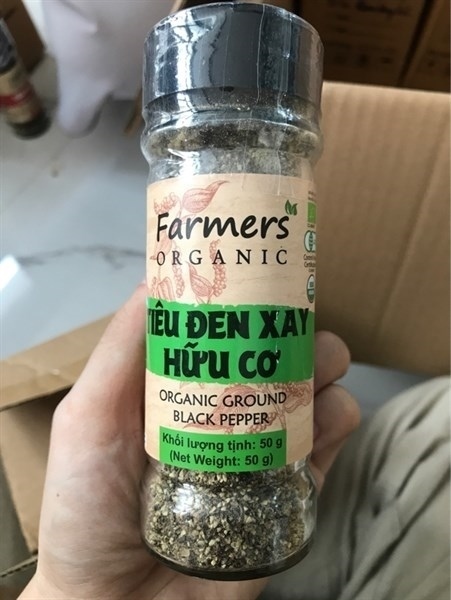 Farmers
ORGANIC
TIÊU ĐEN XAY
HỮU CƠ
ORGANIC GROUND
BLACK PEPPER
Khối lượng tịnh: 50 g
(Net Weight: 50 g)